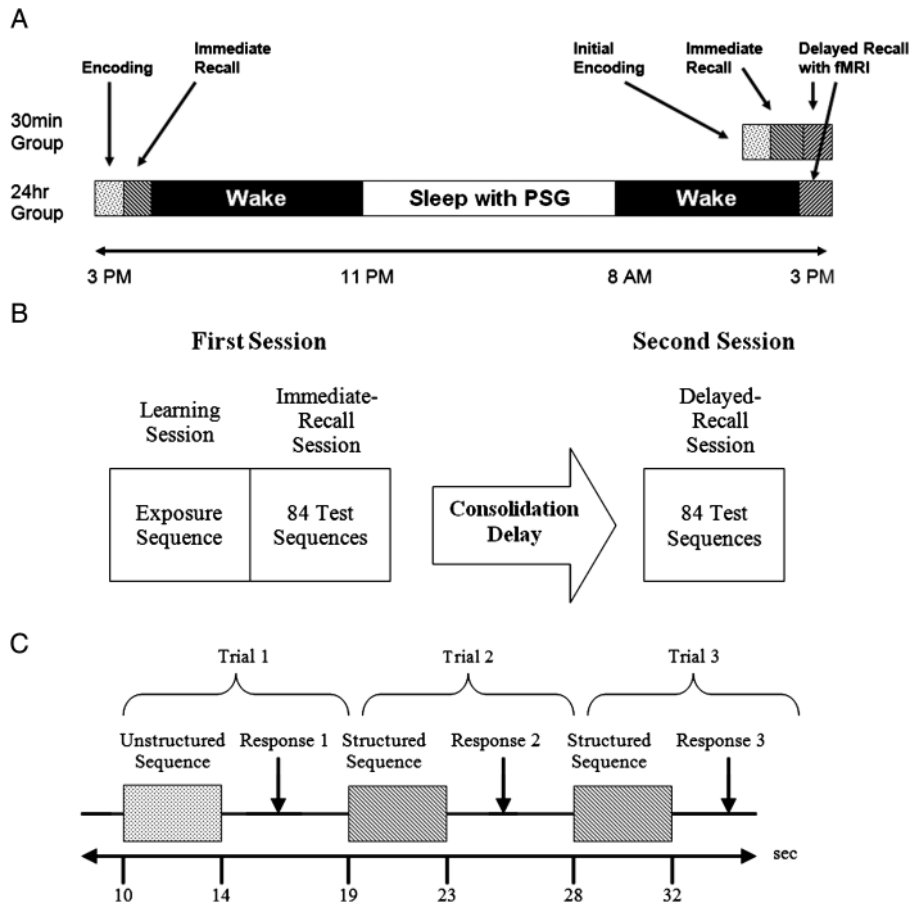 A
Encoding
Immediate
Recall
Initial
Encoding
Immediate
Recall
Delayed Recall
with fMRI
30min
Group
24hr
Group
Wake
Sleep with PSG
Wake
3 PM
11 PM
8 AM
3 PM
B
First Session
Second Session
Learning
Session
Immediate-
Recall
Session
Delayed-
Recall
Session
Exposure
Sequence
84 Test
Sequences
Consolidation
Delay
84 Test
Sequences
C
Trial 1
Trial 2
Trial 3
Unstructured
Sequence
Response 1
Structured
Sequence
Response 2
Structured
Sequence
Response 3
sec
10
14
19
23
28
32